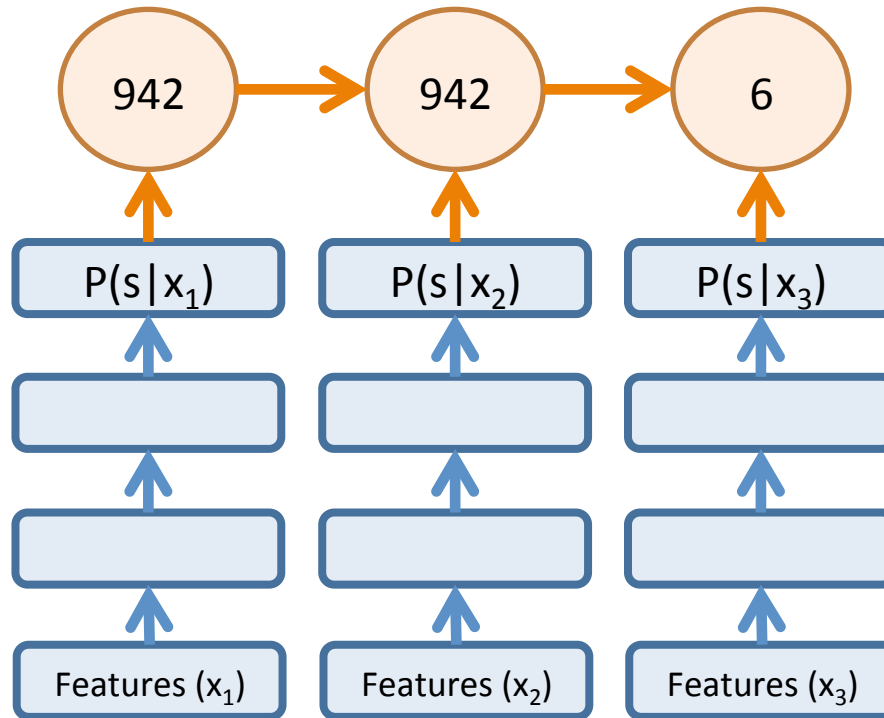 942 942 6
P(s|x₁) P(s|x₂) P(s|x₃)
Features (x₁) Features (x₂) Features (x₃)